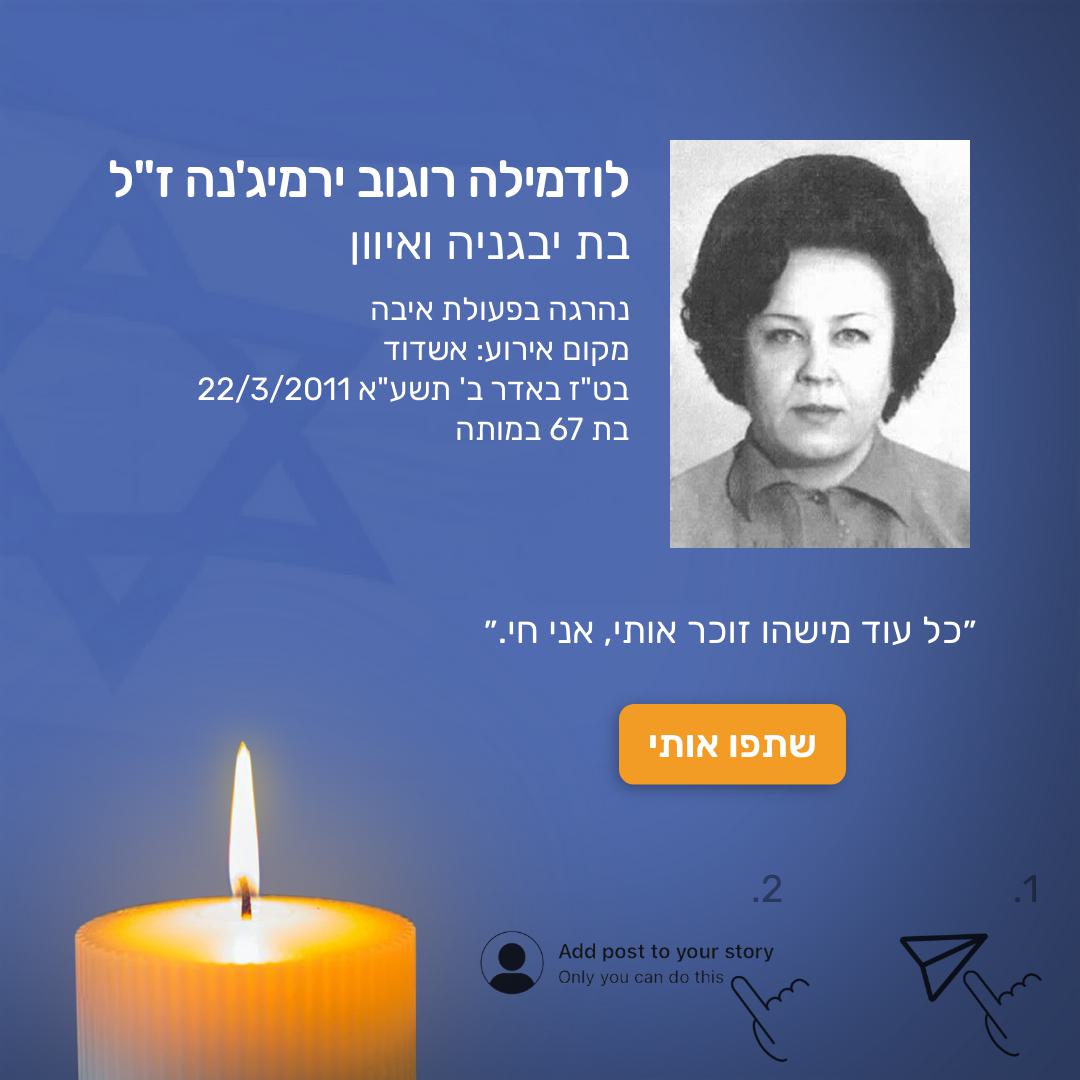 לודמילה רוגוב ירמיג'נה ז"ל
בת יבגניה ואיוון
נהרגה בפעולת איבה
מקום אירוע: אשדוד
בט"ז באדר ב' תשע"א 22/3/2011
בת 67 במותה
״כל עוד מישהו זוכר אותי, אני חי.״
שתפו אותי
1.
2.
Add post to your story
Only you can do this